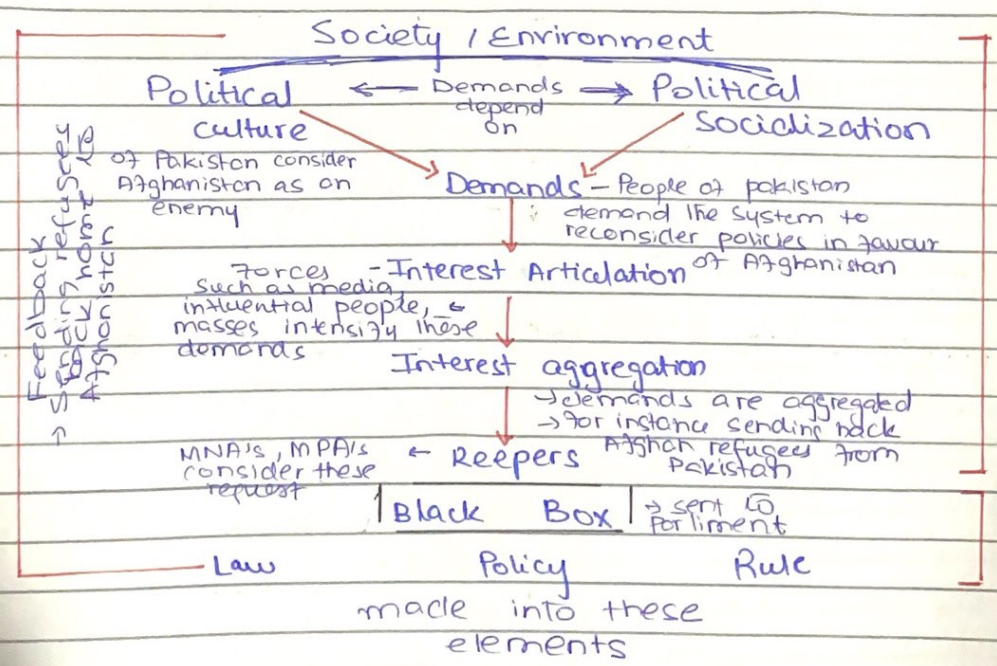 Society / Environment
Political ← Demands → Political
depend
on
culture
Socialization
of Pakistan consider
Afghanistan as an
enemy
Demands - People of pakistan
demand the system to
reconsider policies in favour
of Afghanistan
Forces - Interest Articulation
Such as media,
influential people, ←
masses intensify these
demands
Interest aggregation
→ demands are aggregated
→ for instance sending back
Afghan refugees from
Pakistan
MNA's, MPA's ← Reepers
consider these
request
Black Box → sent to
Parliment
Law Policy Rule
made into these
elements
Feedback
→ Sending refugees
back home to
Afghanistan